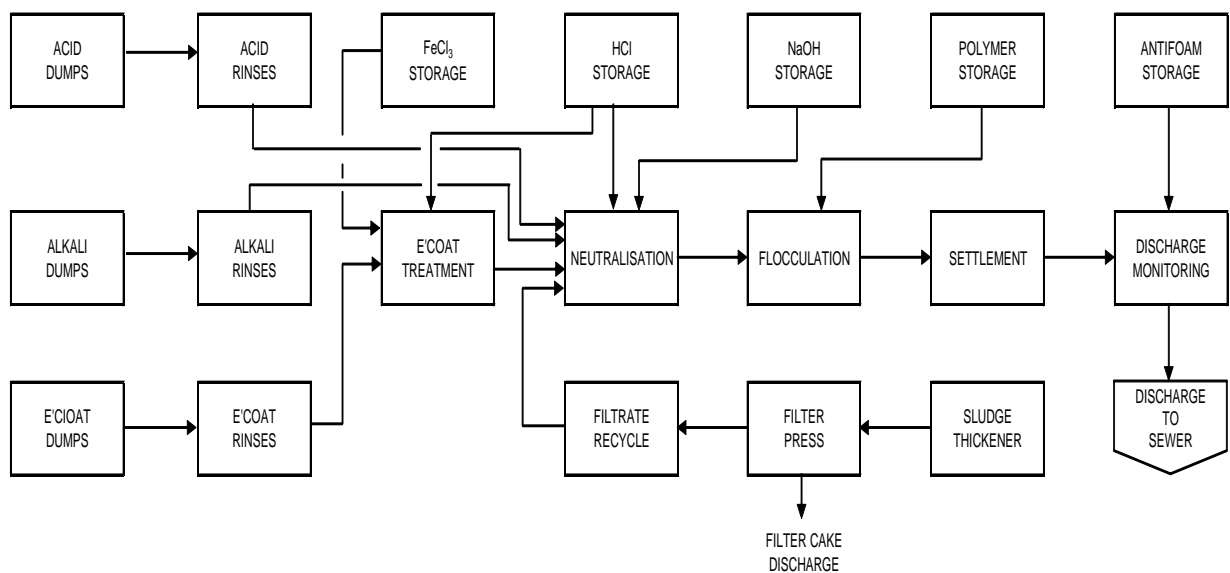 ACID
DUMPS
ACID
RINSES
FeCl₃
STORAGE
HCl
STORAGE
NaOH
STORAGE
POLYMER
STORAGE
ANTIFOAM
STORAGE
ALKALI
DUMPS
ALKALI
RINSES
E'COAT
TREATMENT
NEUTRALISATION
FLOCCULATION
SETTLEMENT
DISCHARGE
MONITORING
E'CIOAT
DUMPS
E'COAT
RINSES
FILTRATE
RECYCLE
FILTER
PRESS
SLUDGE
THICKENER
DISCHARGE
TO
SEWER
FILTER CAKE
DISCHARGE